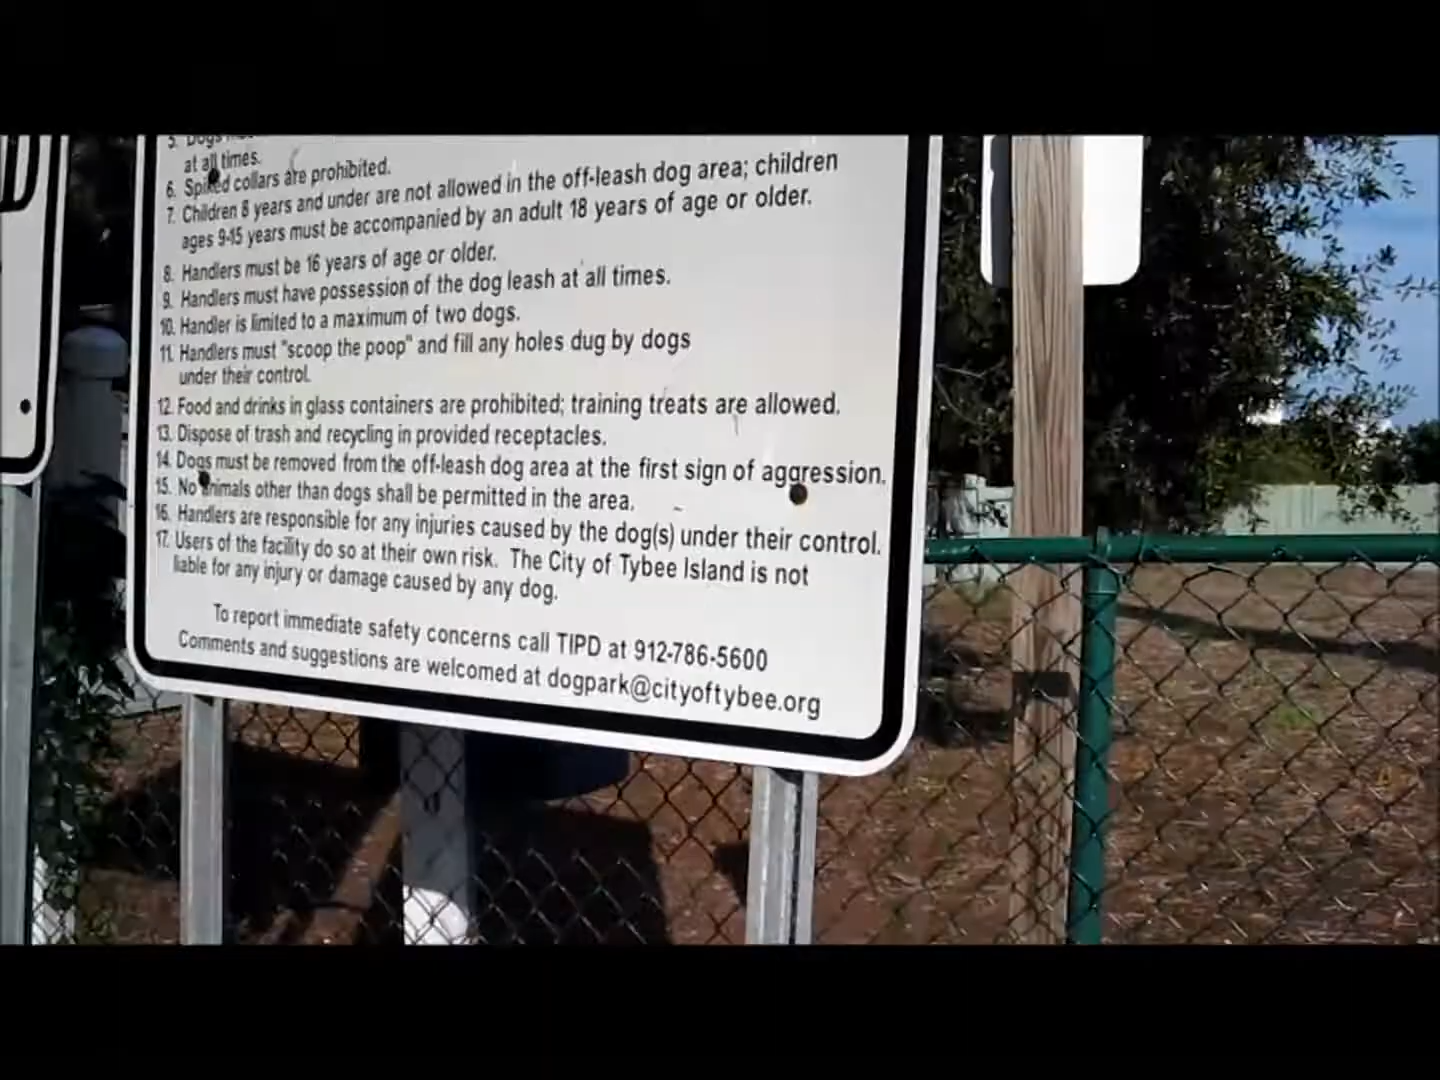 5. Dogs
at all times.
6. Spiked collars are prohibited.
7. Children 8 years and under are not allowed in the off-leash dog area; children
ages 9-15 years must be accompanied by an adult 18 years of age or older.
8. Handlers must be 16 years of age or older.
9. Handlers must have possession of the dog leash at all times.
10. Handler is limited to a maximum of two dogs.
11. Handlers must "scoop the poop" and fill any holes dug by dogs
under their control.
12. Food and drinks in glass containers are prohibited; training treats are allowed.
13. Dispose of trash and recycling in provided receptacles.
14. Dogs must be removed from the off-leash dog area at the first sign of aggression.
15. No animals other than dogs shall be permitted in the area.
16. Handlers are responsible for any injuries caused by the dog(s) under their control.
17. Users of the facility do so at their own risk. The City of Tybee Island is not
liable for any injury or damage caused by any dog.
To report immediate safety concerns call TIPD at 912-786-5600
Comments and suggestions are welcomed at dogpark@cityoftybee.org